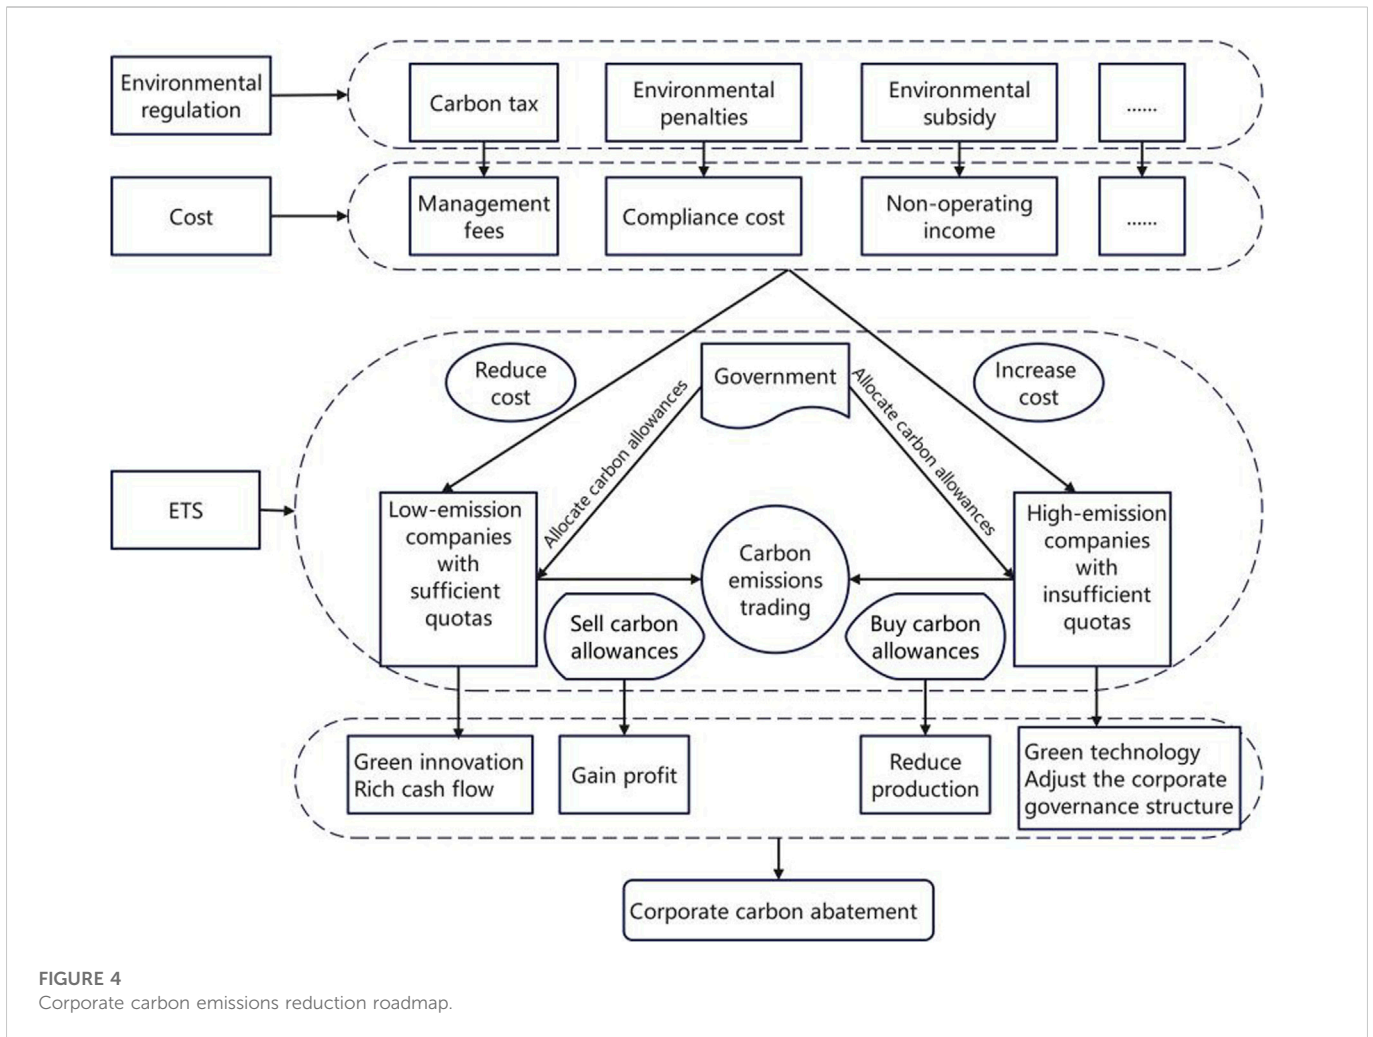 Environmental
regulation
Carbon tax
Environmental
penalties
Environmental
subsidy
......
Cost
Management
fees
Compliance cost
Non-operating
income
......
Reduce
cost
Government
Increase
cost
Allocate carbon allowances
Allocate carbon allowances
ETS
Low-emission
companies
with
sufficient
quotas
Carbon
emissions
trading
High-emission
companies
with
insufficient
quotas
Sell carbon
allowances
Buy carbon
allowances
Green innovation
Rich cash flow
Gain profit
Reduce
production
Green technology
Adjust the corporate
governance structure
Corporate carbon abatement
FIGURE 4
Corporate carbon emissions reduction roadmap.